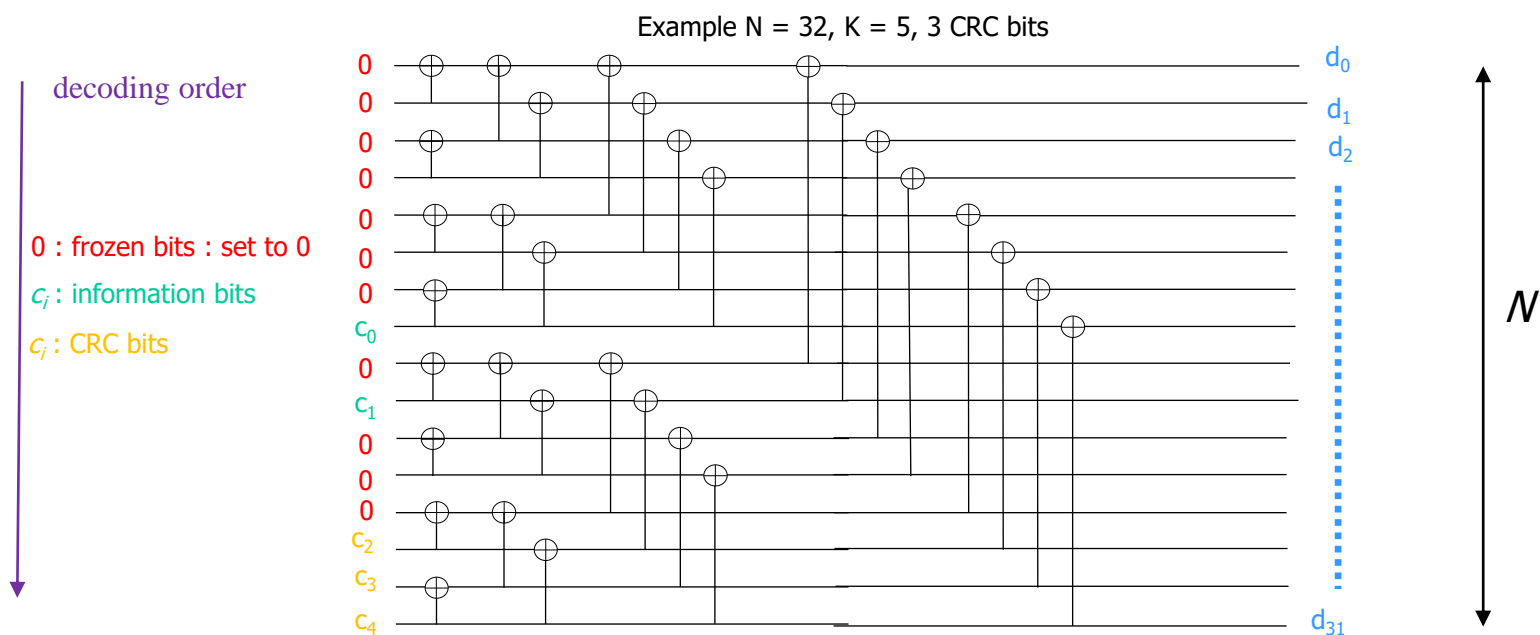 Example N = 32, K = 5, 3 CRC bits
decoding order
0 : frozen bits : set to 0
cᵢ : information bits
cᵢ : CRC bits
0 d₀
0 d₁
0 d₂
0
0
0
0
c₀
0
c₁
0
0
0
c₂
c₃
c₄ d₃₁
N